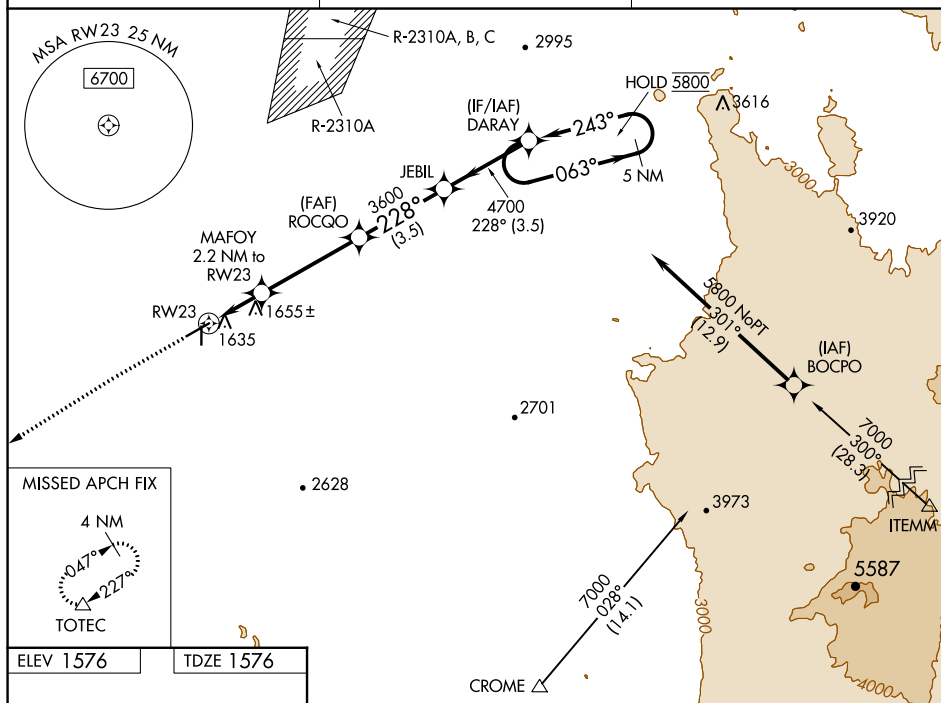 MSA RW23 25 NM
6700
R-2310A, B, C
R-2310A
2995
HOLD 5800
3616
(IF/IAF)
DARAY
243°
063°
5 NM
3000
JEBIL
4700
228° (3.5)
3600
228°
(3.5)
(FAF)
ROCQO
3920
MAFOY
2.2 NM to
RW23
RW23
1655±
1635
5800 NoPT
301°
(12.9)
(IAF)
BOCPO
2701
7000
300°
(28.3)
ITEMM
2628
3973
5587
MISSED APCH FIX
4 NM
047°
227°
TOTEC
7000
028°
(14.1)
3000
4000
CROME
ELEV 1576
TDZE 1576